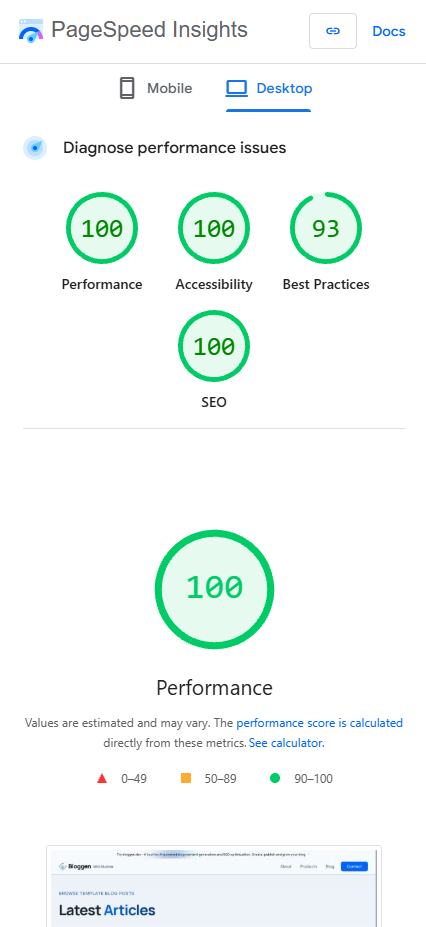 PageSpeed Insights
Docs
Mobile
Desktop
Diagnose performance issues
100
100
93
Performance
Accessibility
Best Practices
100
SEO
100
Performance
Values are estimated and may vary. The performance score is calculated
directly from these metrics. See calculator.
0–49
50–89
90–100
Bloggen
About
Products
Blog
Contact
BROWSE TEMPLATE BLOG POSTS
Latest Articles